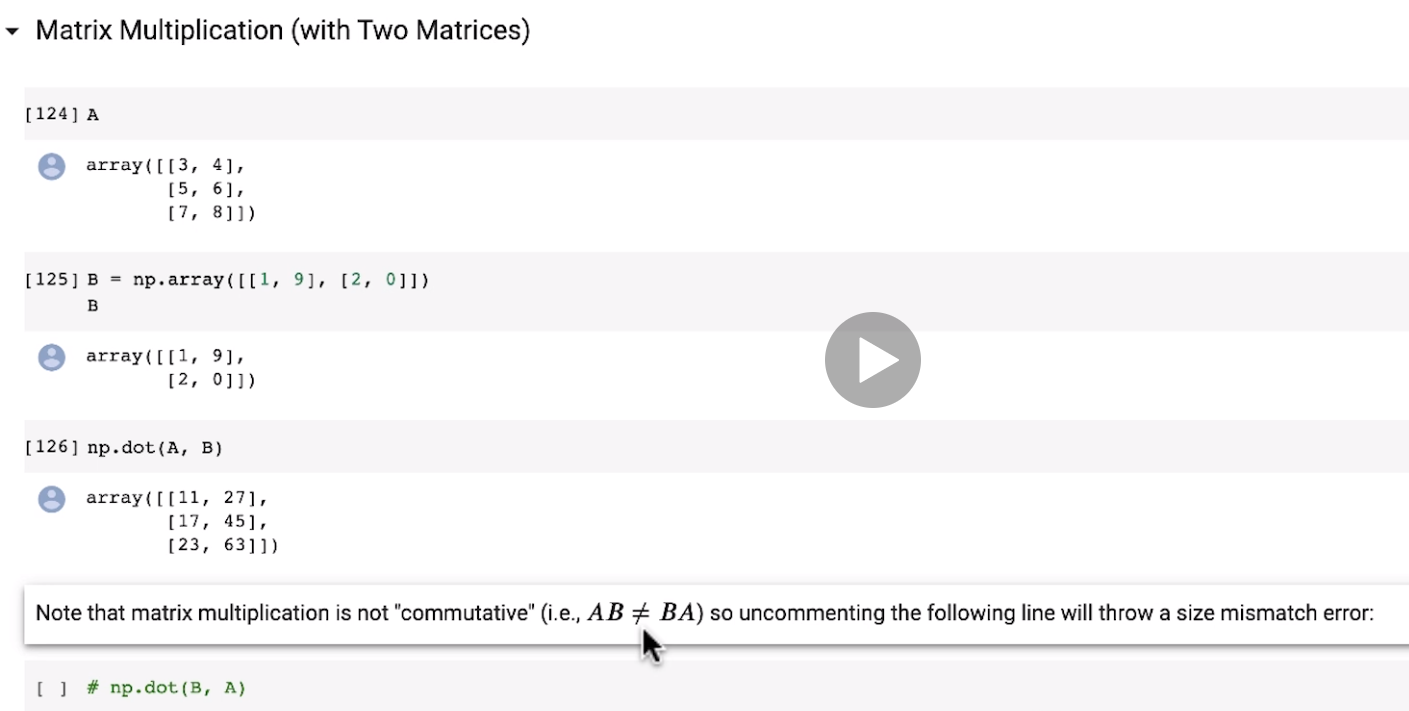 Matrix Multiplication (with Two Matrices)
[124] A
array([[3, 4],
[5, 6],
[7, 8]])
[125] B = np.array([[1, 9], [2, 0]])
B
array([[1, 9],
[2, 0]])
[126] np.dot(A, B)
array([[11, 27],
[17, 45],
[23, 63]])
Note that matrix multiplication is not "commutative" (i.e., AB ≠ BA) so uncommenting the following line will throw a size mismatch error:
[ ] # np.dot(B, A)